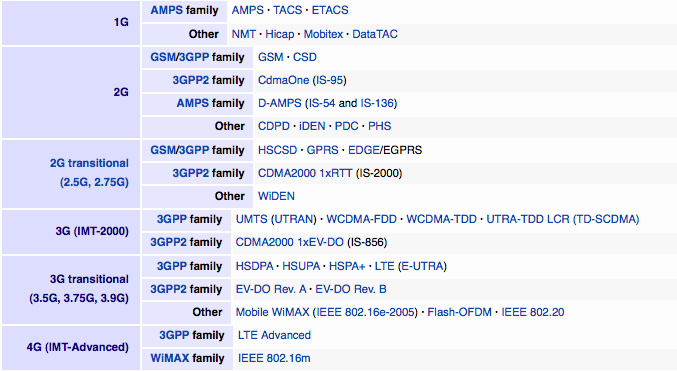 1G
AMPS family AMPS · TACS · ETACS
Other NMT · Hicap · Mobitex · DataTAC
2G
GSM/3GPP family GSM · CSD
3GPP2 family CdmaOne (IS-95)
AMPS family D-AMPS (IS-54 and IS-136)
Other CDPD · iDEN · PDC · PHS
2G transitional
(2.5G, 2.75G)
GSM/3GPP family HSCSD · GPRS · EDGE/EGPRS
3GPP2 family CDMA2000 1xRTT (IS-2000)
Other WiDEN
3G (IMT-2000)
3GPP family UMTS (UTRAN) · WCDMA-FDD · WCDMA-TDD · UTRA-TDD LCR (TD-SCDMA)
3GPP2 family CDMA2000 1xEV-DO (IS-856)
3G transitional
(3.5G, 3.75G, 3.9G)
3GPP family HSDPA · HSUPA · HSPA+ · LTE (E-UTRA)
3GPP2 family EV-DO Rev. A · EV-DO Rev. B
Other Mobile WiMAX (IEEE 802.16e-2005) · Flash-OFDM · IEEE 802.20
4G (IMT-Advanced)
3GPP family LTE Advanced
WiMAX family IEEE 802.16m